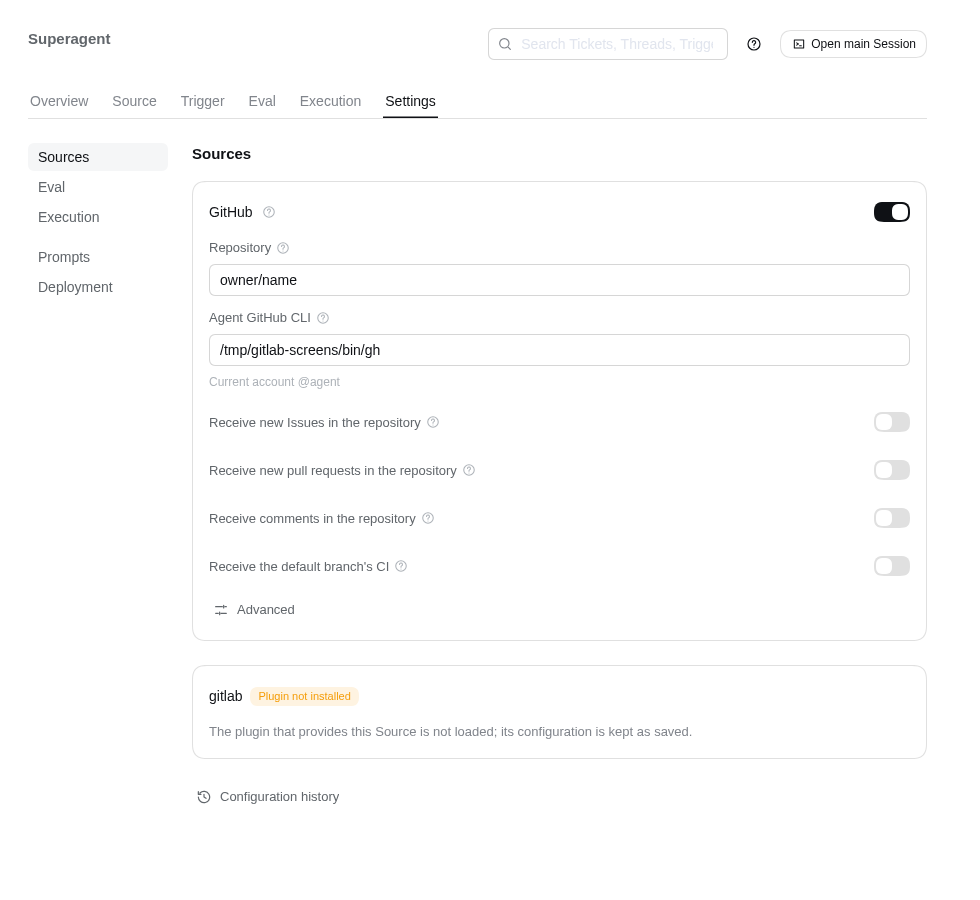 Superagent
Search Tickets, Threads, Trigge
Open main Session
Overview
Source
Trigger
Eval
Execution
Settings
Sources
Eval
Execution
Prompts
Deployment
Sources
GitHub
Repository
owner/name
Agent GitHub CLI
/tmp/gitlab-screens/bin/gh
Current account @agent
Receive new Issues in the repository
Receive new pull requests in the repository
Receive comments in the repository
Receive the default branch's CI
Advanced
gitlab
Plugin not installed
The plugin that provides this Source is not loaded; its configuration is kept as saved.
Configuration history